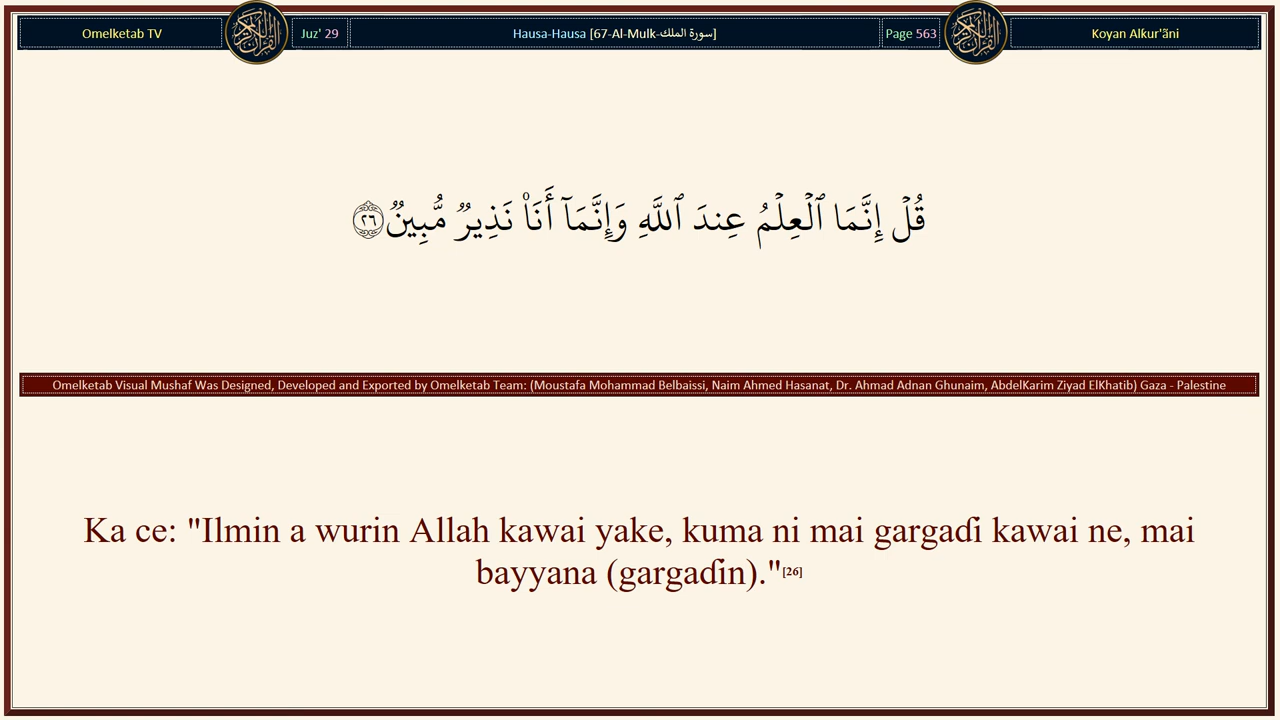 Omelketab TV
Juz' 29
Hausa-Hausa [67-Al-Mulk-سورة الملك]
Page 563
Koyan Alƙur'ãni
قُلۡ إِنَّمَا ٱلۡعِلۡمُ عِندَ ٱللَّهِ وَإِنَّمَآ أَنَا۠ نَذِيرٞ مُّبِينٞ ٢٦
Omelketab Visual Mushaf Was Designed, Developed and Exported by Omelketab Team: (Moustafa Mohammad Belbaissi, Naim Ahmed Hasanat, Dr. Ahmad Adnan Ghunaim, AbdelKarim Ziyad ElKhatib) Gaza - Palestine
Ka ce: "Ilmin a wurin Allah kawai yake, kuma ni mai gargaɗi kawai ne, mai
bayyana (gargaɗin)."[26]